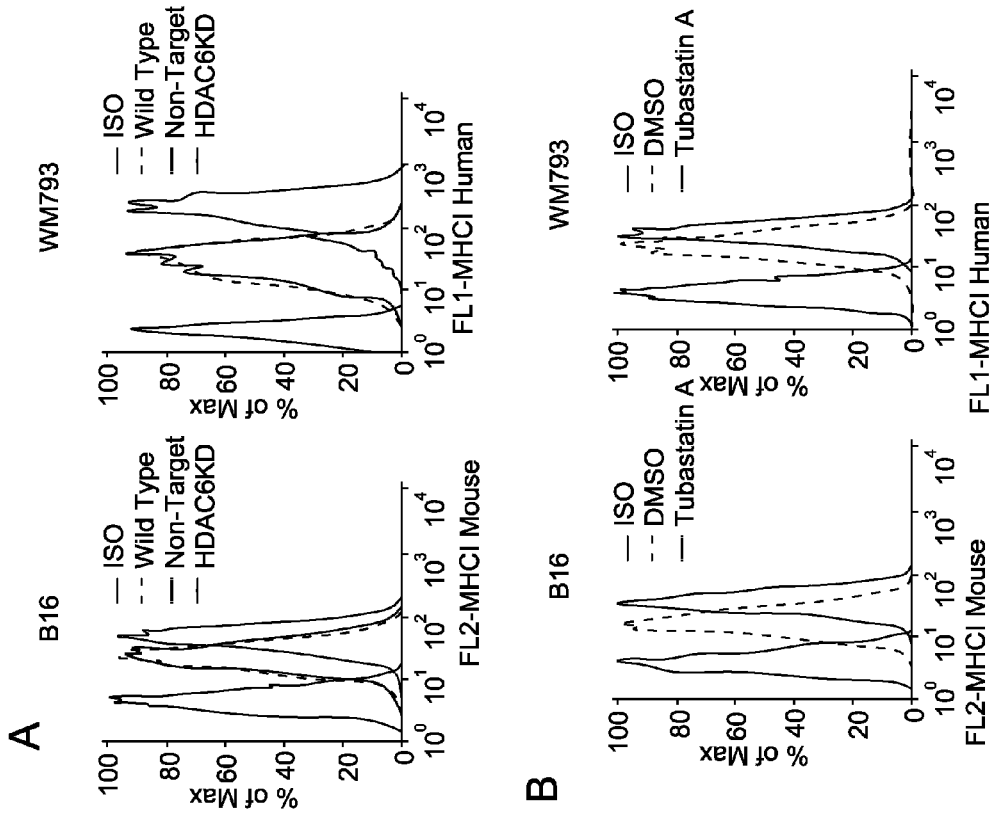 A
B16
ISO
Wild Type
Non-Target
HDAC6KD
% of Max
100
80
60
40
20
0
10^0
10^1
10^2
10^3
10^4
FL2-MHCI Mouse
WM793
ISO
Wild Type
Non-Target
HDAC6KD
% of Max
100
80
60
40
20
0
10^0
10^1
10^2
10^3
10^4
FL1-MHCI Human
B
B16
ISO
DMSO
Tubastatin A
% of Max
100
80
60
40
20
0
10^0
10^1
10^2
10^3
10^4
FL2-MHCI Mouse
WM793
ISO
DMSO
Tubastatin A
% of Max
100
80
60
40
20
0
10^0
10^1
10^2
10^3
10^4
FL1-MHCI Human